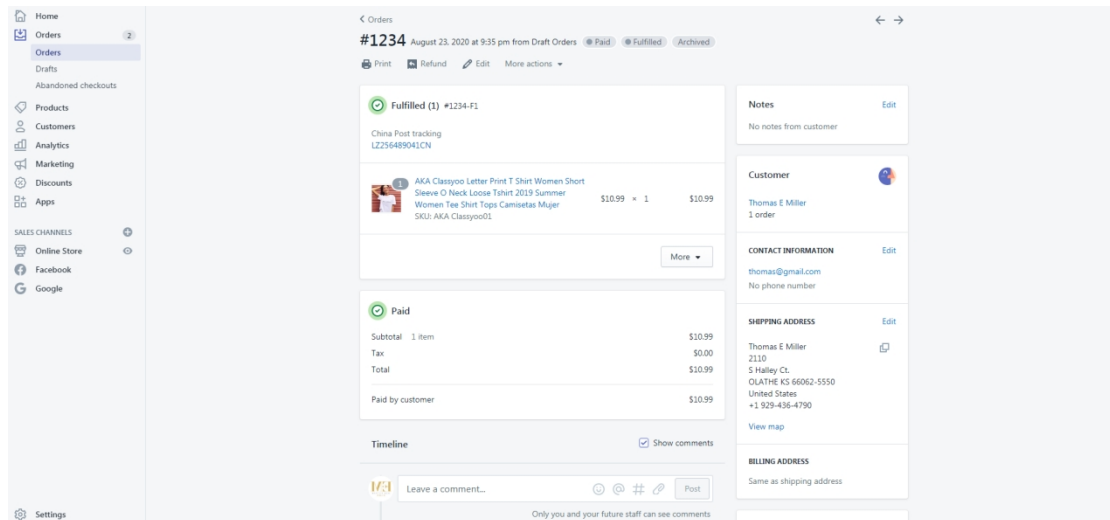 Home
Orders 2
Orders
Drafts
Abandoned checkouts
Products
Customers
Analytics
Marketing
Discounts
Apps
SALES CHANNELS
Online Store
Facebook
Google
Settings
Orders
#1234 August 23, 2020 at 9:35 pm from Draft Orders Paid Fulfilled Archived
Print Refund Edit More actions
Fulfilled (1) #1234-F1
China Post tracking
LZ256489041CN
1
AKA Classyoo Letter Print T Shirt Women Short
Sleeve O Neck Loose Tshirt 2019 Summer
Women Tee Shirt Tops Camisetas Mujer
SKU: AKA Classyoo01
$10.99 × 1 $10.99
More
Paid
Subtotal 1 item $10.99
Tax $0.00
Total $10.99
Paid by customer $10.99
Timeline Show comments
Leave a comment... Post
Only you and your future staff can see comments
Notes Edit
No notes from customer
Customer
Thomas E Miller
1 order
CONTACT INFORMATION Edit
thomas@gmail.com
No phone number
SHIPPING ADDRESS Edit
Thomas E Miller
2110
S Halley Ct.
OLATHE KS 66062-5550
United States
+1 929-436-4790
View map
BILLING ADDRESS
Same as shipping address